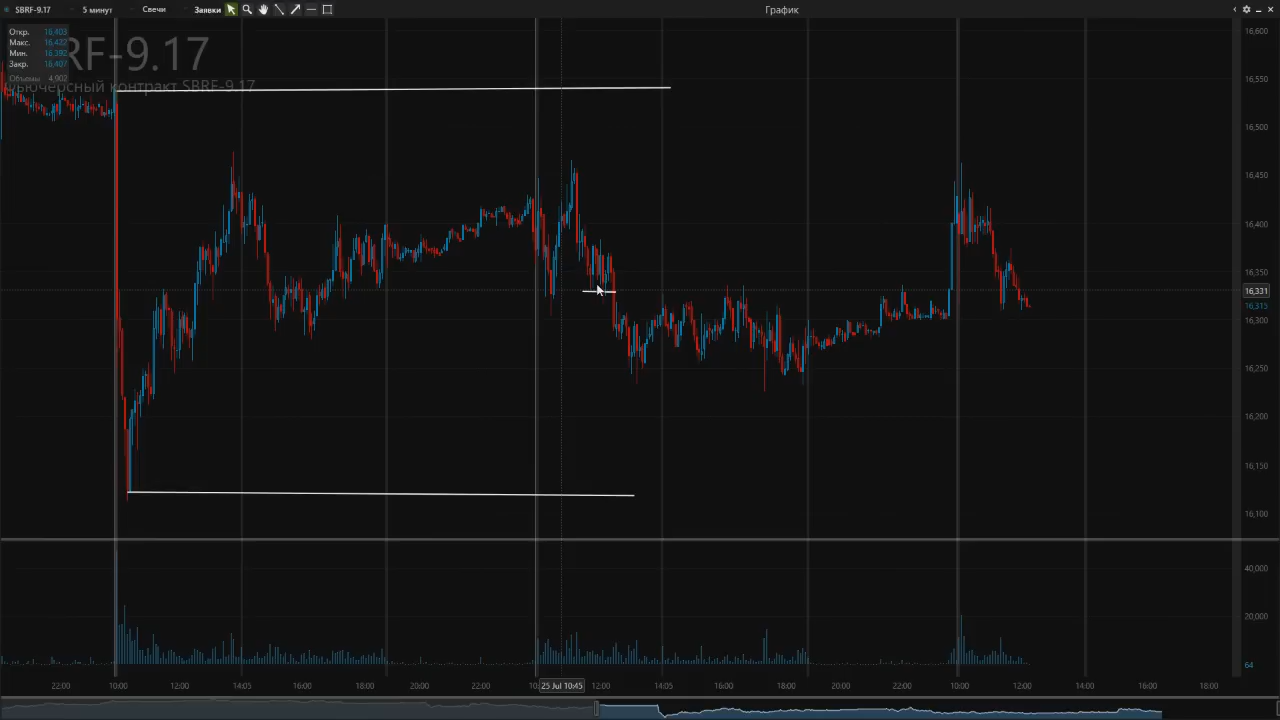 SBRF-9.17 5 минут Свечи Заявки График
Откр. 16,403
Макс. 16,422
Мин. 16,392
Закр. 16,407
Объемы 4,902
RF-9.17
контракт SBRF-9.17
16,600
16,550
16,500
16,450
16,400
16,350
16,331
16,315
16,300
16,250
16,200
16,150
16,100
40,000
20,000
64
22:00 10:00 12:00 14:05 16:00 18:00 20:00 22:00 25 Jul 10:45 12:00 14:05 16:00 18:00 20:00 22:00 10:00 12:00 14:00 16:00 18:00